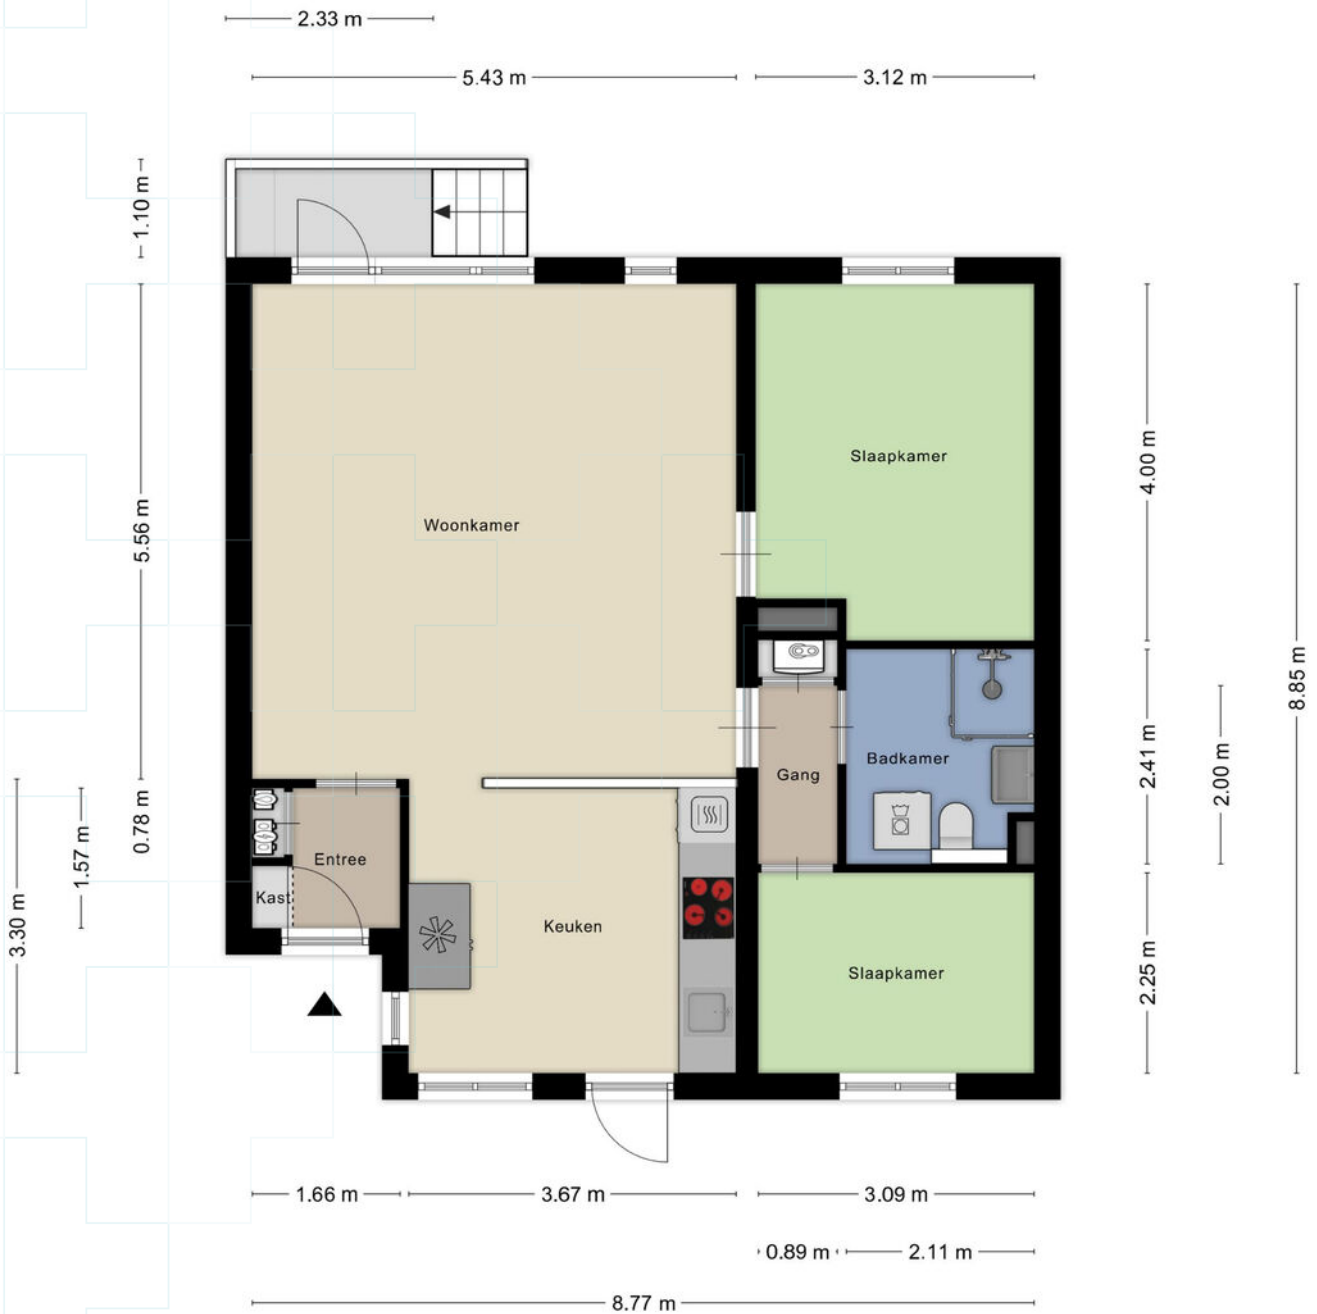 2.33 m
5.43 m
3.12 m
1.10 m
Slaapkamer
4.00 m
Woonkamer
5.56 m
8.85 m
Badkamer
2.41 m
2.00 m
Gang
0.78 m
1.57 m
Entree
Kast
3.30 m
Keuken
Slaapkamer
2.25 m
1.66 m
3.67 m
3.09 m
0.89 m
2.11 m
8.77 m